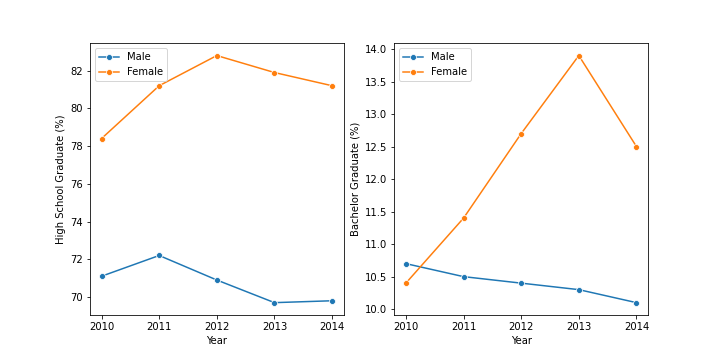 Male
Female
82
80
78
76
74
72
70
High School Graduate (%)
2010 2011 2012 2013 2014
Year
Male
Female
14.0
13.5
13.0
12.5
12.0
11.5
11.0
10.5
10.0
Bachelor Graduate (%)
2010 2011 2012 2013 2014
Year